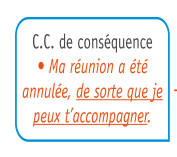 C.C. de conséquence
• Ma réunion a été
annulée, de sorte que je
peux t'accompagner.